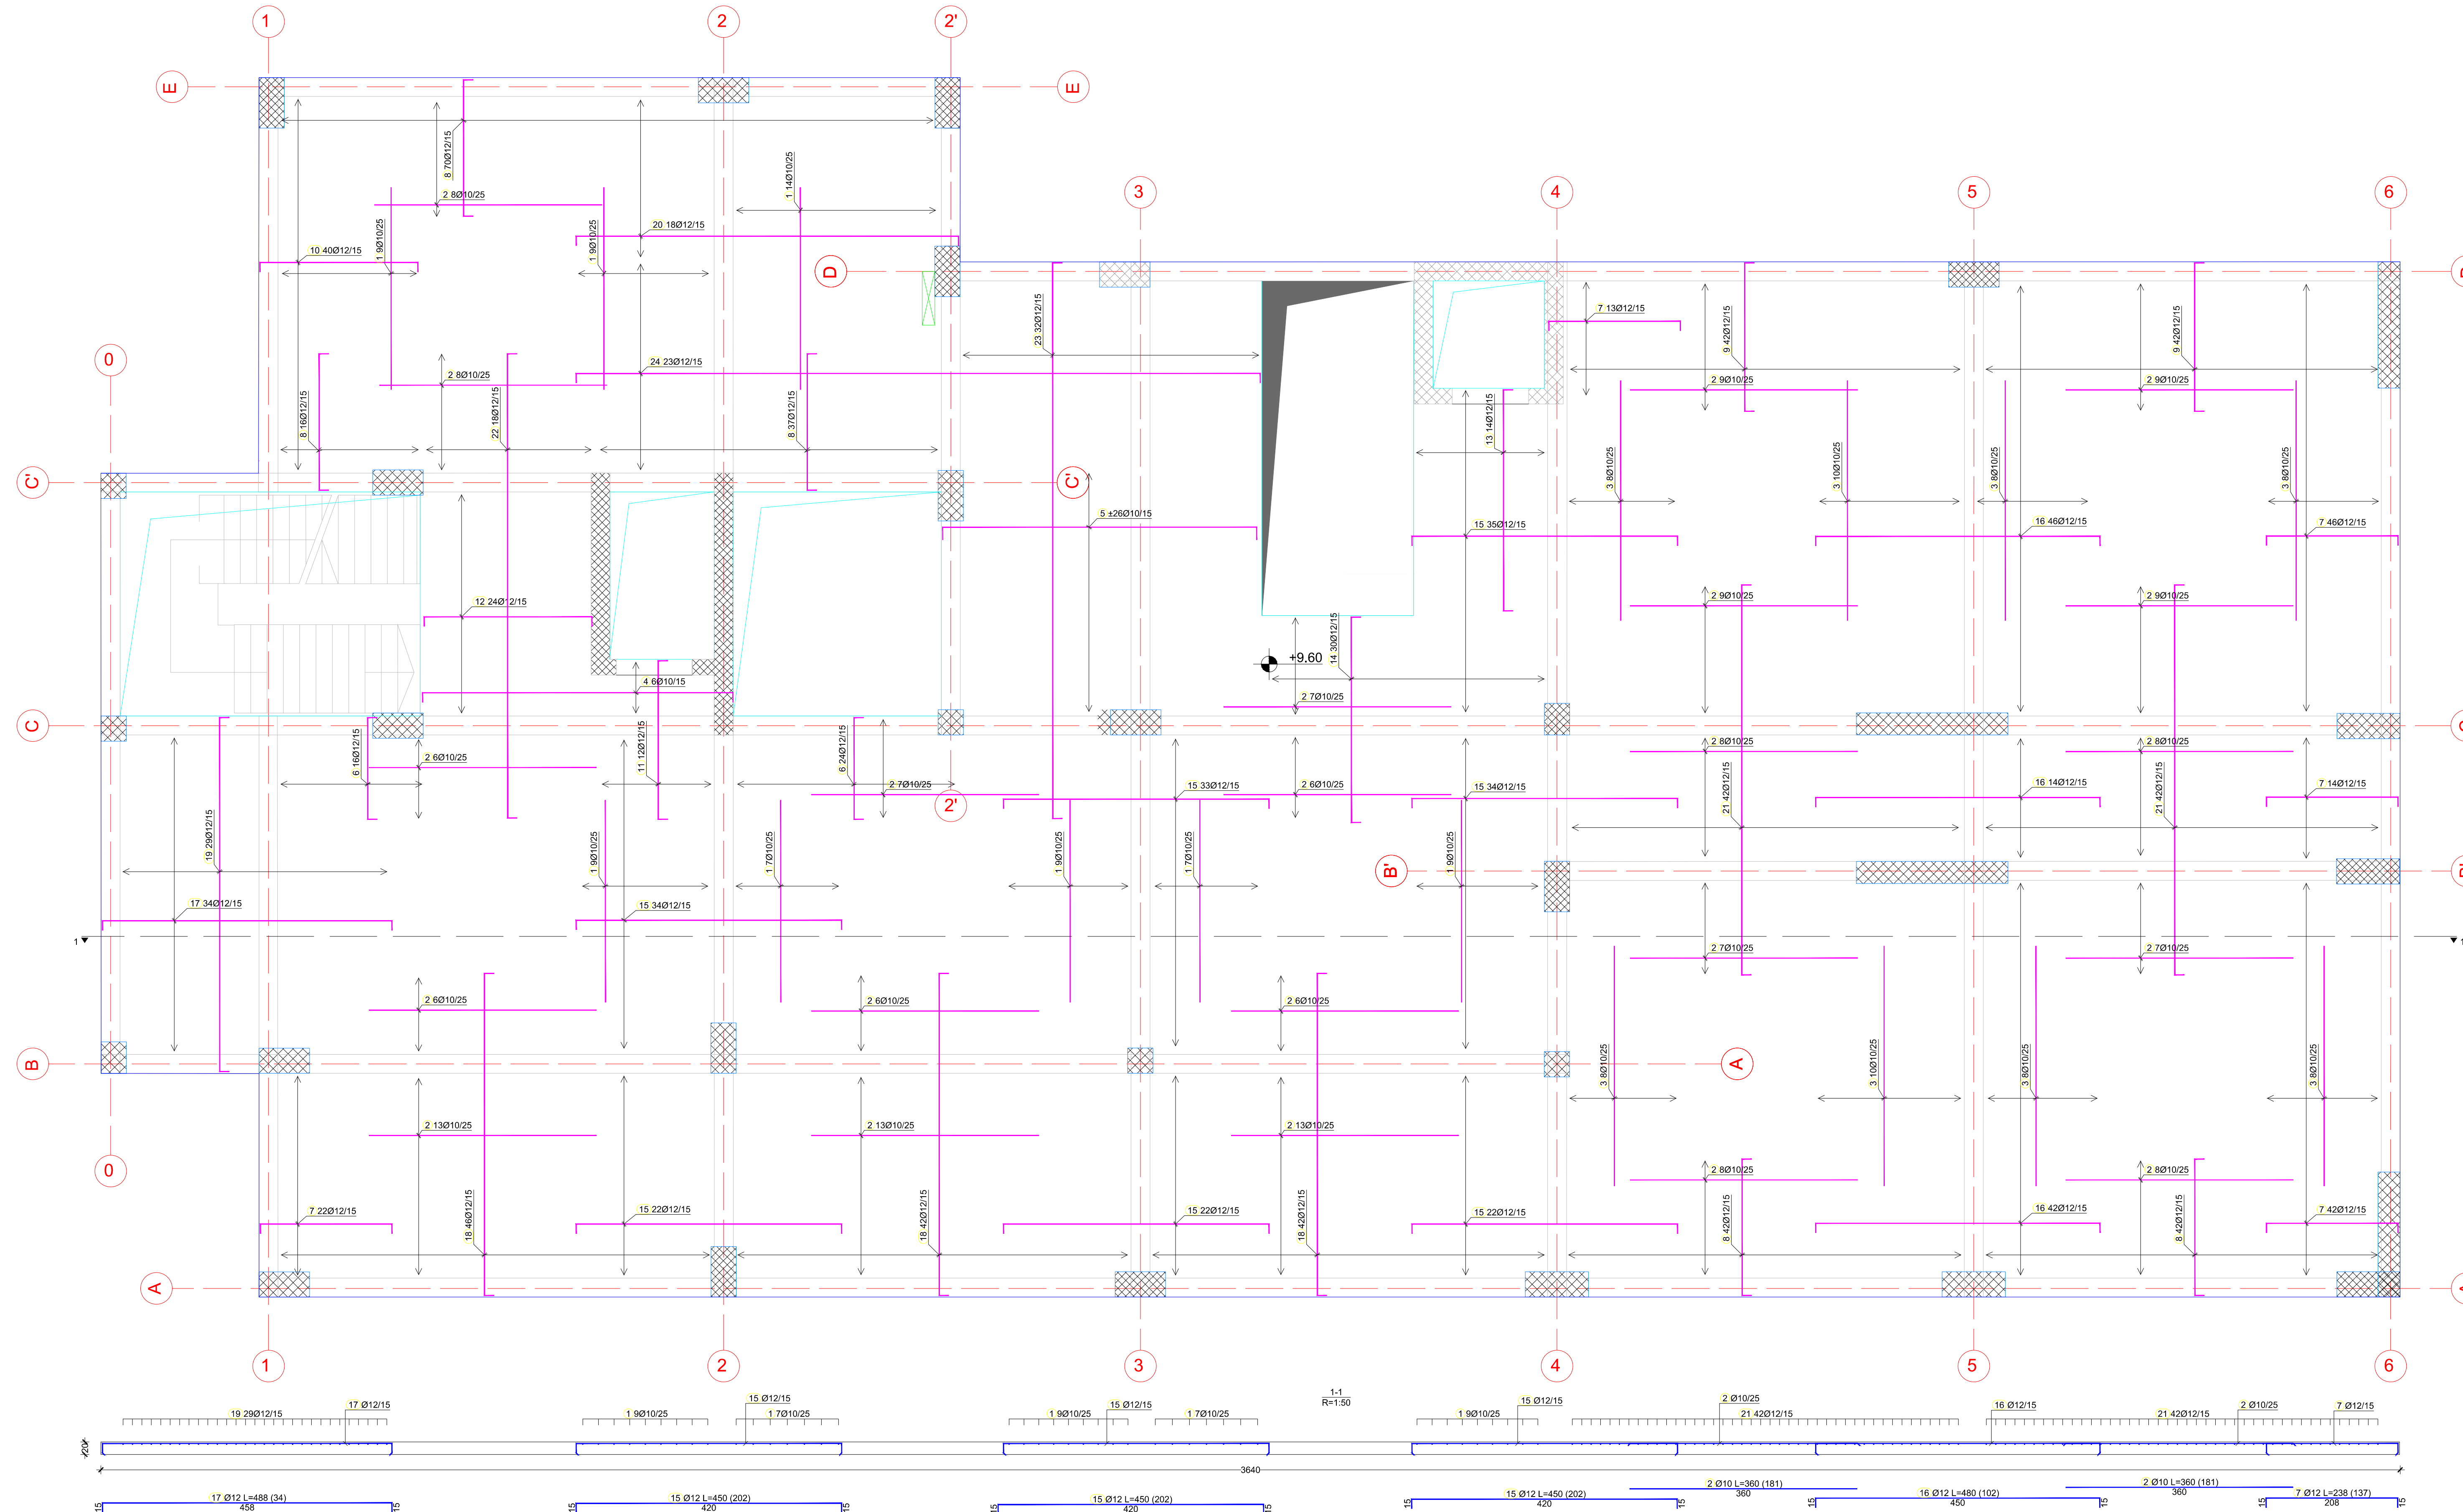 1
2
2'
E
E
8 70Ø12/15
1 14Ø10/25
2 8Ø10/25
3
4
5
6
20 18Ø12/15
1 9Ø10/25
1 9Ø10/25
10 40Ø12/15
D
23 32Ø12/15
7 13Ø12/15
9 42Ø12/15
9 42Ø12/15
0
24 23Ø12/15
2 8Ø10/25
2 9Ø10/25
2 9Ø10/25
8 16Ø12/15
22 18Ø12/15
8 37Ø12/15
13 14Ø12/15
3 8Ø10/25
3 10Ø10/25
3 8Ø10/25
3 8Ø10/25
C'
C'
5 ±26Ø10/15
15 35Ø12/15
16 46Ø12/15
7 46Ø12/15
12 24Ø12/15
2 9Ø10/25
2 9Ø10/25
+9.60
14 30Ø12/15
4 6Ø10/15
2 7Ø10/25
C
6 16Ø12/15
2 6Ø10/25
11 12Ø12/15
6 24Ø12/15
2 7Ø10/25
2'
15 33Ø12/15
2 6Ø10/25
15 34Ø12/15
2 8Ø10/25
2 8Ø10/25
21 42Ø12/15
16 14Ø12/15
21 42Ø12/15
7 14Ø12/15
19 29Ø12/15
1 9Ø10/25
1 7Ø10/25
1 9Ø10/25
1 7Ø10/25
1 9Ø10/25
B'
17 34Ø12/15
15 34Ø12/15
1
2 7Ø10/25
2 7Ø10/25
2 6Ø10/25
2 6Ø10/25
2 6Ø10/25
B
A
3 8Ø10/25
3 10Ø10/25
3 8Ø10/25
3 8Ø10/25
2 13Ø10/25
2 13Ø10/25
2 13Ø10/25
0
2 8Ø10/25
2 8Ø10/25
7 22Ø12/15
18 46Ø12/15
15 22Ø12/15
18 42Ø12/15
15 22Ø12/15
18 42Ø12/15
15 22Ø12/15
8 42Ø12/15
16 42Ø12/15
8 42Ø12/15
7 42Ø12/15
A
1
2
3
4
5
6
1-1
R=1:50
19 29Ø12/15
17 Ø12/15
1 9Ø10/25
15 Ø12/15
1 7Ø10/25
1 9Ø10/25
15 Ø12/15
1 7Ø10/25
1 9Ø10/25
15 Ø12/15
21 42Ø12/15
2 Ø10/25
16 Ø12/15
21 42Ø12/15
2 Ø10/25
7 Ø12/15
20
3640
15
17 Ø12 L=488 (34)
458
15
15
15 Ø12 L=450 (202)
420
15
15
15 Ø12 L=450 (202)
420
15
15
15 Ø12 L=450 (202)
420
15
2 Ø10 L=360 (181)
360
15
16 Ø12 L=480 (102)
450
15
2 Ø10 L=360 (181)
360
15
7 Ø12 L=238 (137)
208
15